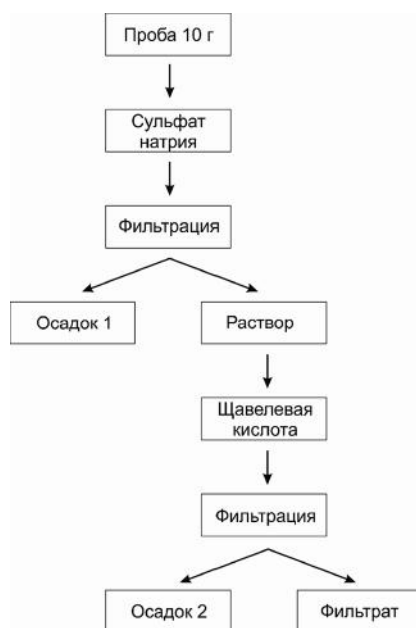 Проба 10 г
Сульфат
натрия
Фильтрация
Осадок 1
Раствор
Щавелевая
кислота
Фильтрация
Осадок 2
Фильтрат